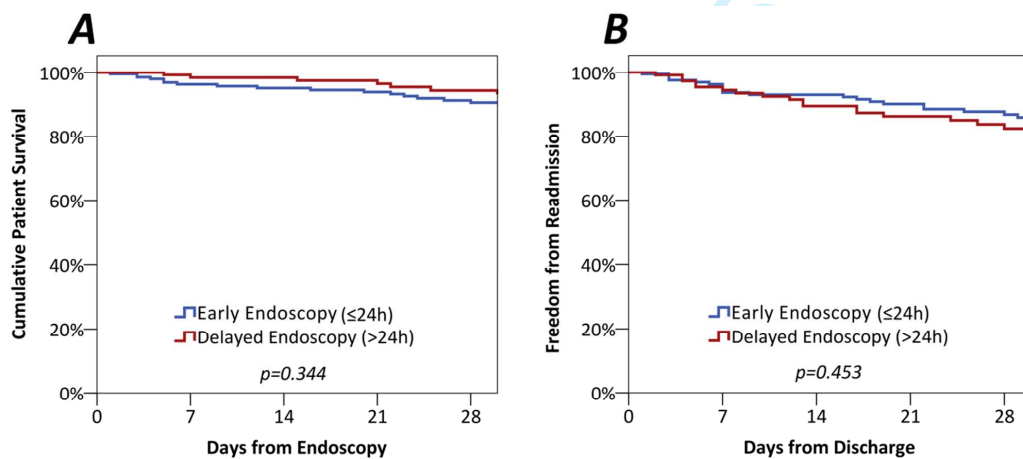 A
100%
80%
60%
40%
20%
0%
Cumulative Patient Survival
Early Endoscopy (≤24h)
Delayed Endoscopy (>24h)
p=0.344
0 7 14 21 28
Days from Endoscopy
B
100%
80%
60%
40%
20%
0%
Freedom from Readmission
Early Endoscopy (≤24h)
Delayed Endoscopy (>24h)
p=0.453
0 7 14 21 28
Days from Discharge